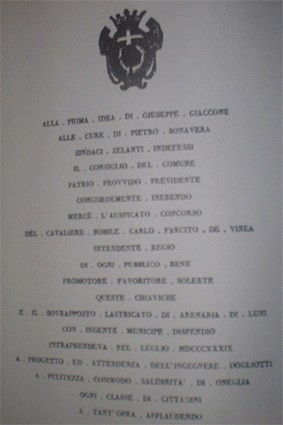 ALLA . PRIMA . IDEA . DI . GIUSEPPE . GIACCONE
ALLE . CURE . DI . PIETRO . BONAVERA
SINDACI . ZELANTI . INDEFESSI
IL . CONSIGLIO . DEL . COMUNE
PATRIO . PROVVIDO . PREVIDENTE
CONCORDEMENTE . INERENDO
MERCÈ . L'AUSPICATO . CONCORSO
DEL . CAVALIERE . NOBILE . CARLO . FARCITO . DE . VINEA
INTENDENTE . REGIO
DI . OGNI . PUBBLICO . BENE
PROMOTORE . FAVORITORE . SOLERTE
QUESTE . CHIAVICHE
E . IL . SOVRAPPOSTO . LASTRICATO . DI . ARENARIA . DI . LUNI
CON . INGENTE . MUNICIPE . DISPENDIO
INTRAPRENDEVA . NEL . LUGLIO . MDCCCXXXIX
A . PROGETTO . ED . ATTENDENZA . DELL'INGEGNERE . DOGLIOTTI
A . PULITEZZA . COMMODO . SALUBRITÀ . DI . ONEGLIA
OGNI . CLASSE . DI . CITTADINI
A . TANT' OPRA . APPLAUDENDO